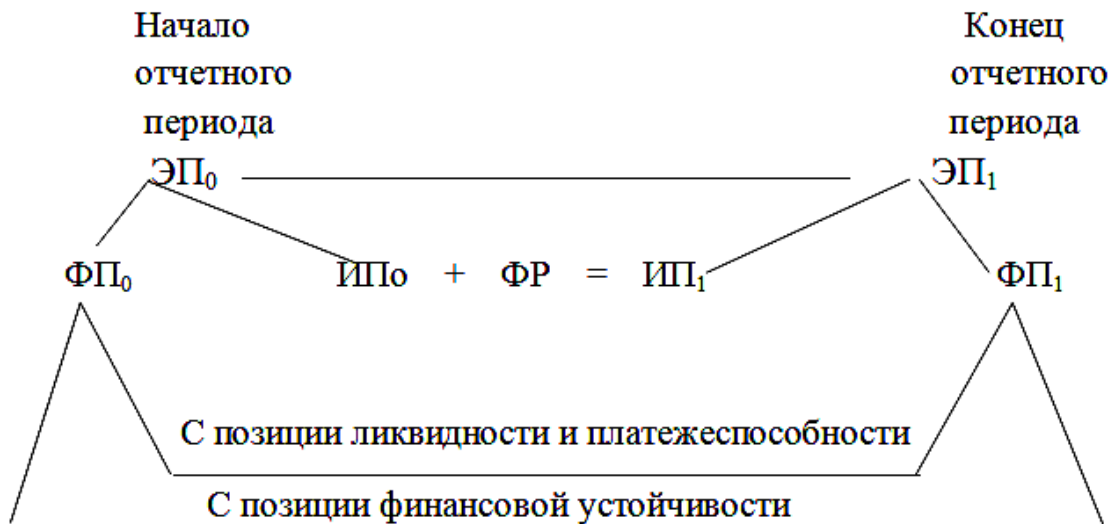 Начало Конец
отчетного отчетного
периода периода
ЭП₀ ЭП₁
ФП₀ ИПо + ФР = ИП₁ ФП₁
С позиции ликвидности и платежеспособности
С позиции финансовой устойчивости